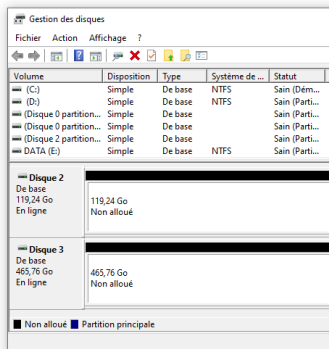 Gestion des disques
Fichier Action Affichage ?
Volume Disposition Type Système de ... Statut
(C:) Simple De base NTFS Sain (Dém...
(D:) Simple De base NTFS Sain (Parti...
(Disque 0 partition... Simple De base Sain (Parti...
(Disque 0 partition... Simple De base Sain (Parti...
(Disque 2 partition... Simple De base Sain (Parti...
DATA (E:) Simple De base NTFS Sain (Parti...
Disque 2
De base
119,24 Go
En ligne
119,24 Go
Non alloué
Disque 3
De base
465,76 Go
En ligne
465,76 Go
Non alloué
Non alloué Partition principale